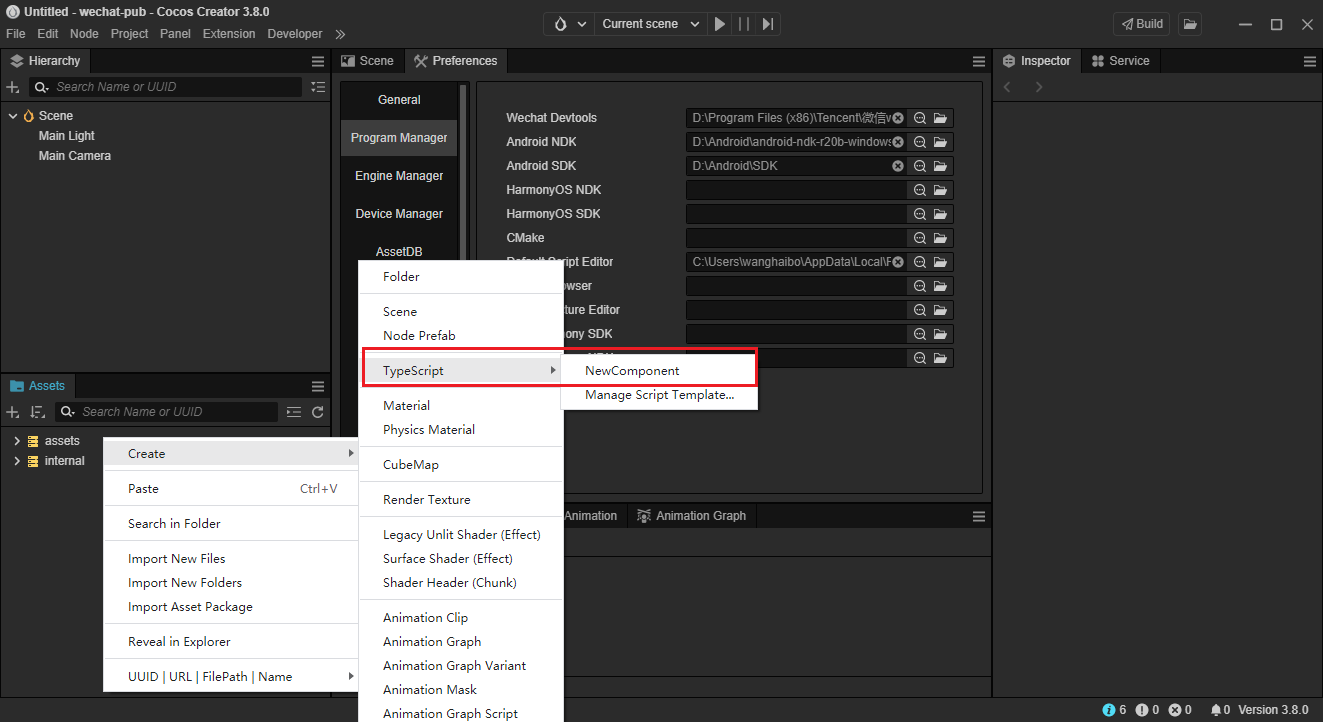 Untitled - wechat-pub - Cocos Creator 3.8.0
File Edit Node Project Panel Extension Developer
Current scene
Build
Hierarchy
Search Name or UUID
Scene
Main Light
Main Camera
Assets
Search Name or UUID
assets
internal
Scene Preferences
General
Program Manager
Engine Manager
Device Manager
AssetDB
Wechat Devtools D:\Program Files (x86)\Tencent\微信w
Android NDK D:\Android\android-ndk-r20b-windows
Android SDK D:\Android\SDK
HarmonyOS NDK
HarmonyOS SDK
CMake
Default Script Editor C:\Users\wanghaibo\AppData\Local\F
wser
ture Editor
ony SDK
Inspector Service
Create
Paste Ctrl+V
Search in Folder
Import New Files
Import New Folders
Import Asset Package
Reveal in Explorer
UUID | URL | FilePath | Name
Folder
Scene
Node Prefab
TypeScript
Material
Physics Material
CubeMap
Render Texture
Legacy Unlit Shader (Effect)
Surface Shader (Effect)
Shader Header (Chunk)
Animation Clip
Animation Graph
Animation Graph Variant
Animation Mask
Animation Graph Script
NewComponent
Manage Script Template...
Animation Animation Graph
6 0 0 0 Version 3.8.0